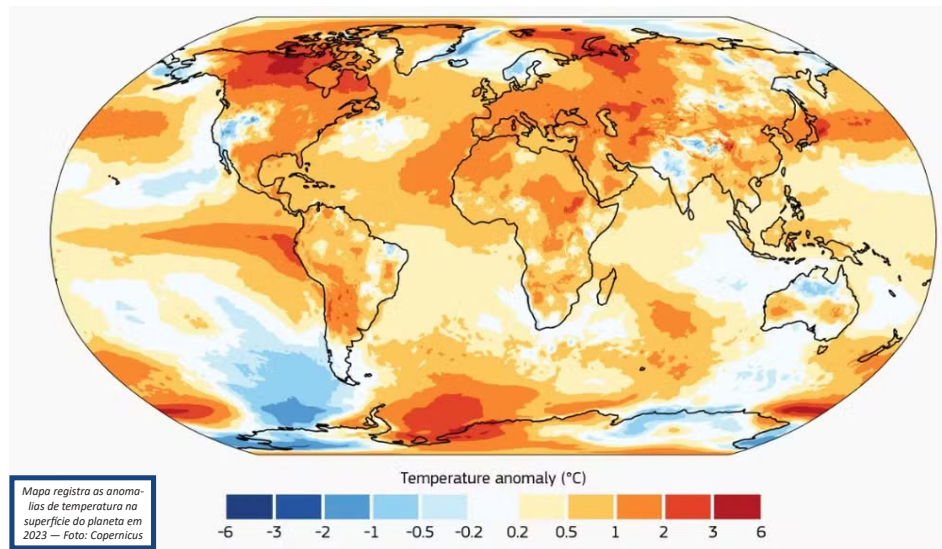 Temperature anomaly (°C)
-6 -3 -2 -1 -0.5 -0.2 0.2 0.5 1 2 3 6
Mapa registra as anoma-
lias de temperatura na
superfície do planeta em
2023 — Foto: Copernicus